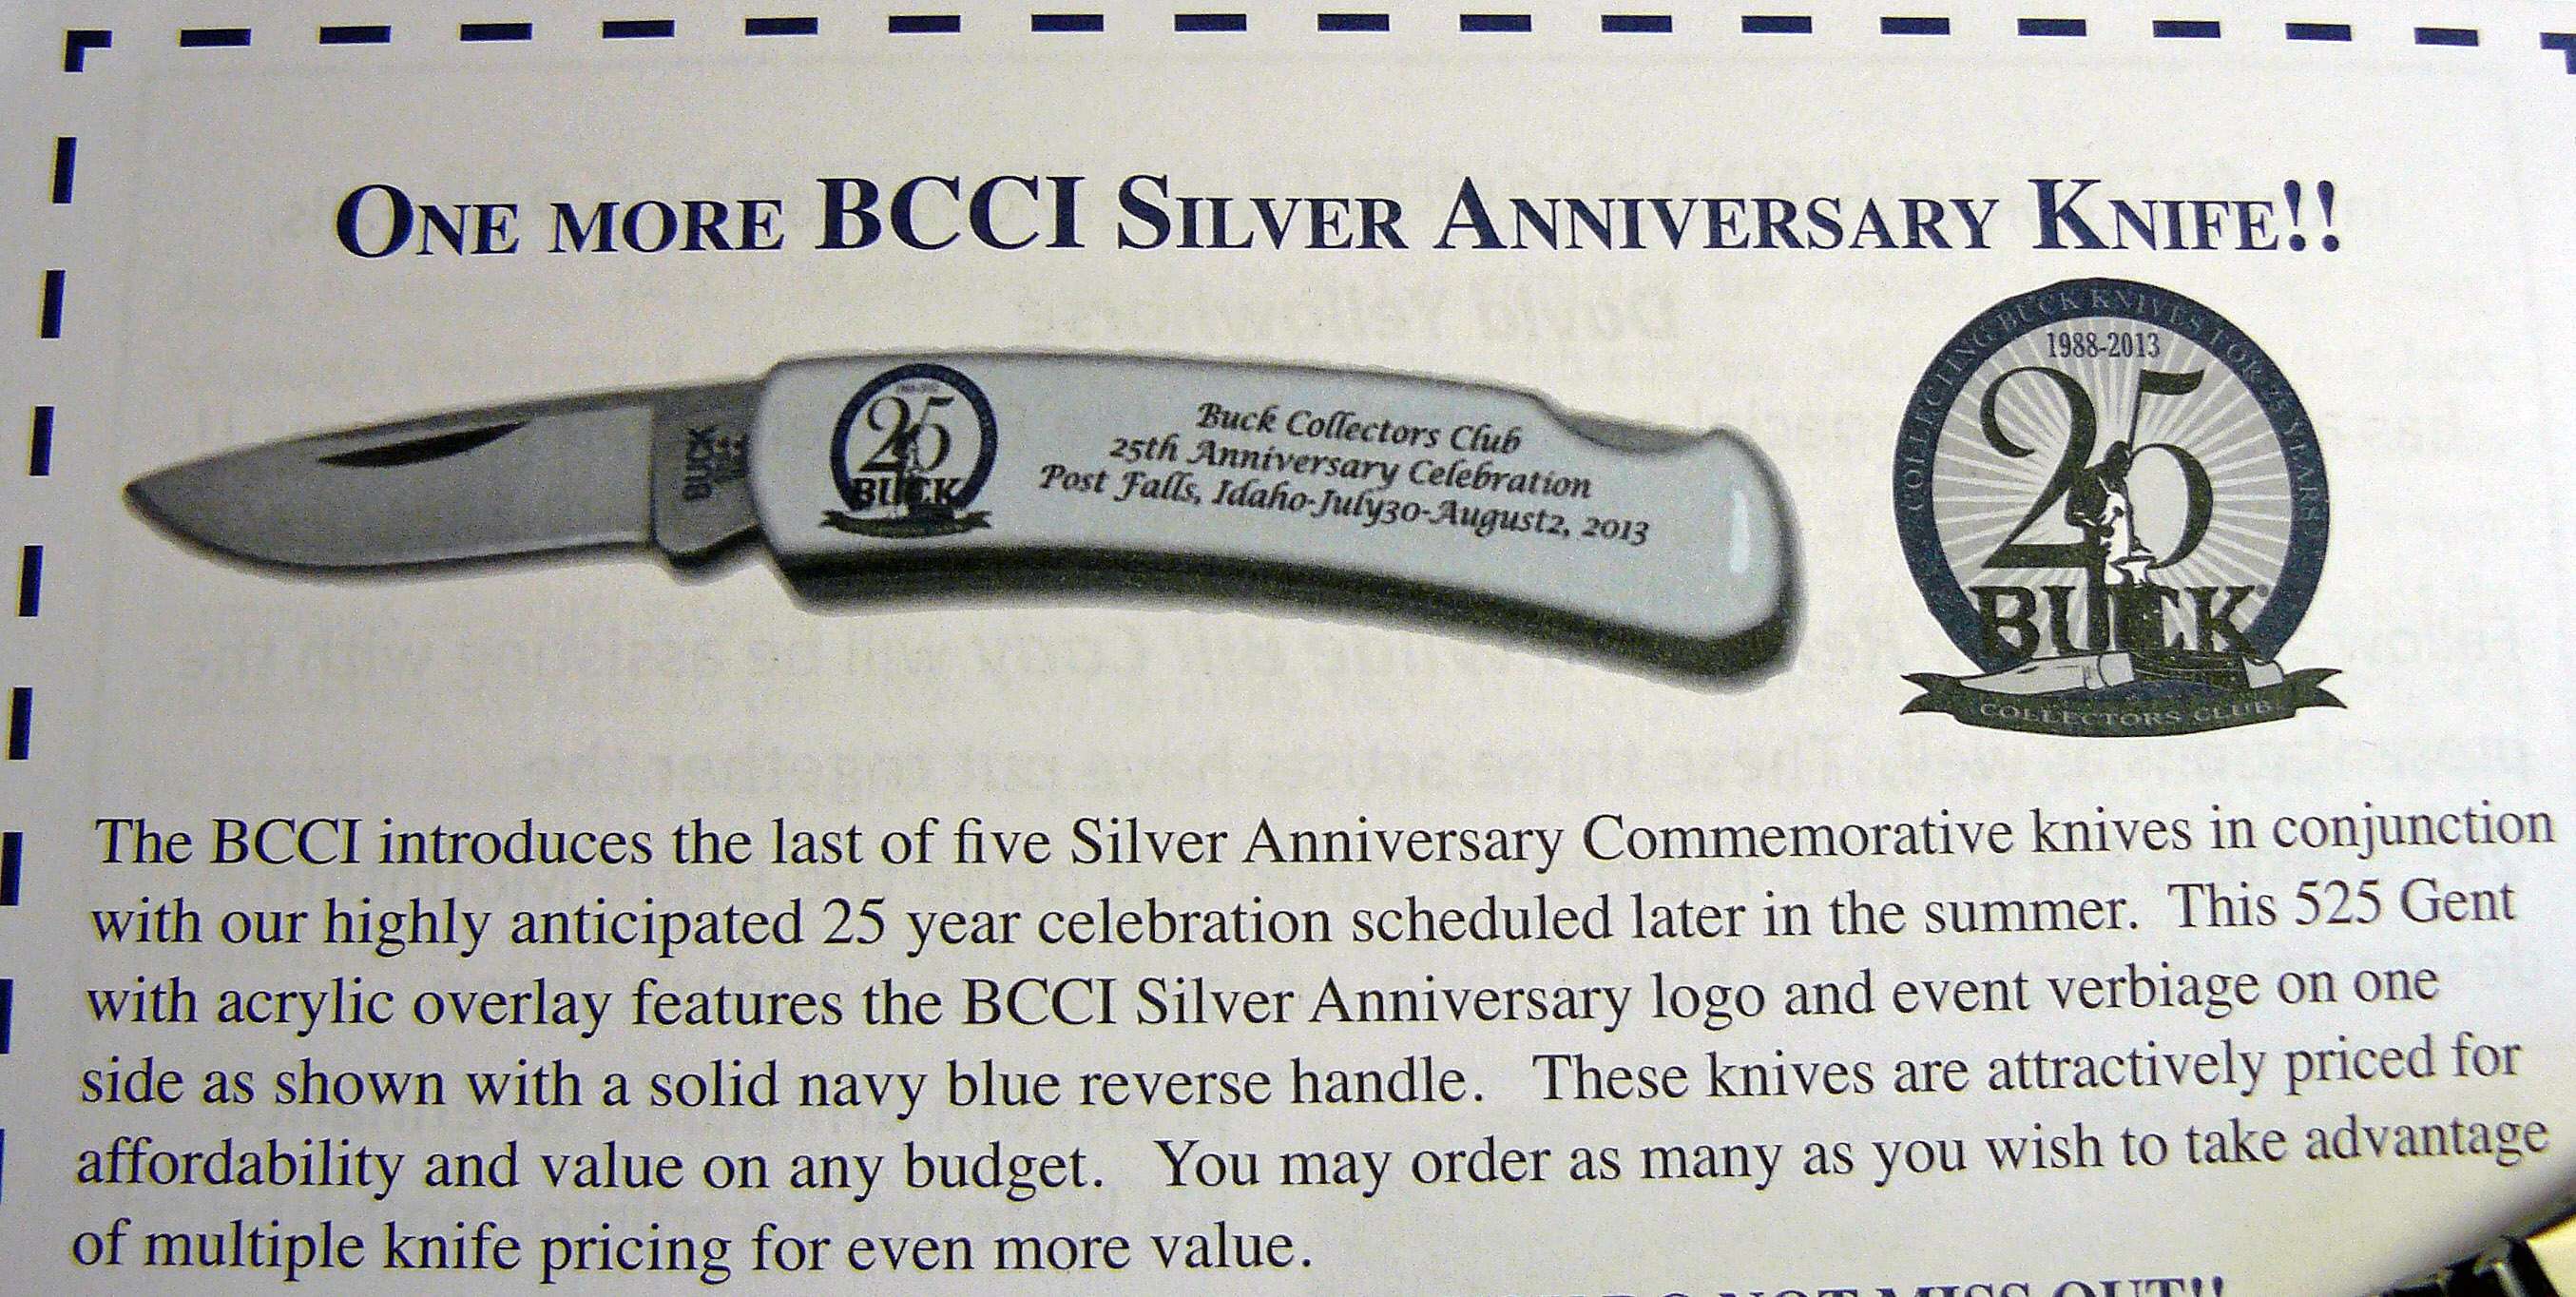 ONE MORE BCCI SILVER ANNIVERSARY KNIFE!!
COLLECTING BUCK KNIVES FOR 25 YEARS
1988-2013
25
BUCK
COLLECTORS CLUB
BUCK
25
BUCK
Buck Collectors Club
25th Anniversary Celebration
Post Falls, Idaho-July30-August2, 2013
The BCCI introduces the last of five Silver Anniversary Commemorative knives in conjunction
with our highly anticipated 25 year celebration scheduled later in the summer. This 525 Gent
with acrylic overlay features the BCCI Silver Anniversary logo and event verbiage on one
side as shown with a solid navy blue reverse handle. These knives are attractively priced for
affordability and value on any budget. You may order as many as you wish to take advantage
of multiple knife pricing for even more value.
NOT MISS OUT!!